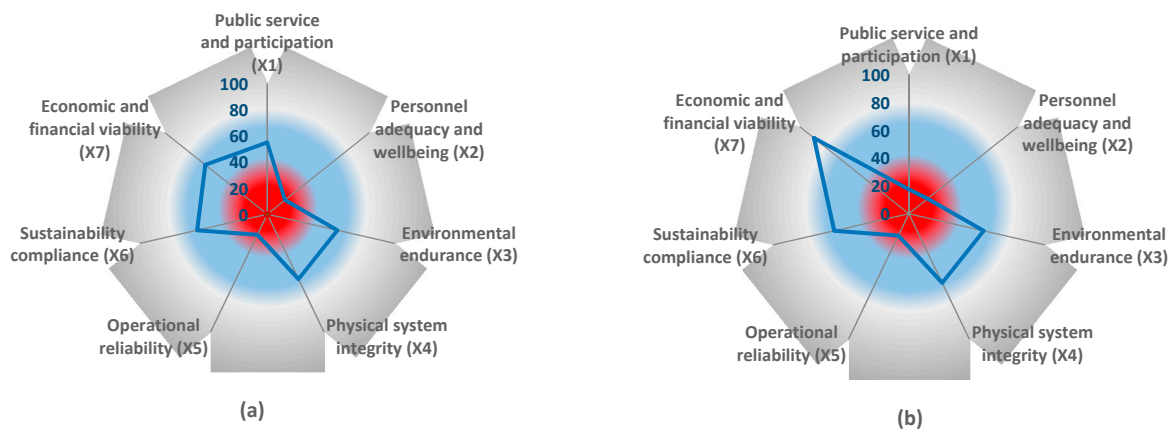 Public service
and participation
(X1)
100
80
60
40
20
0
Personnel
adequacy and
wellbeing (X2)
Environmental
endurance (X3)
Physical system
integrity (X4)
Operational
reliability (X5)
Sustainability
compliance (X6)
Economic and
financial viability
(X7)
(a)
Public service and
participation (X1)
100
80
60
40
20
0
Personnel
adequacy and
wellbeing (X2)
Environmental
endurance (X3)
Physical system
integrity (X4)
Operational
reliability (X5)
Sustainability
compliance (X6)
Economic and
financial viability
(X7)
(b)